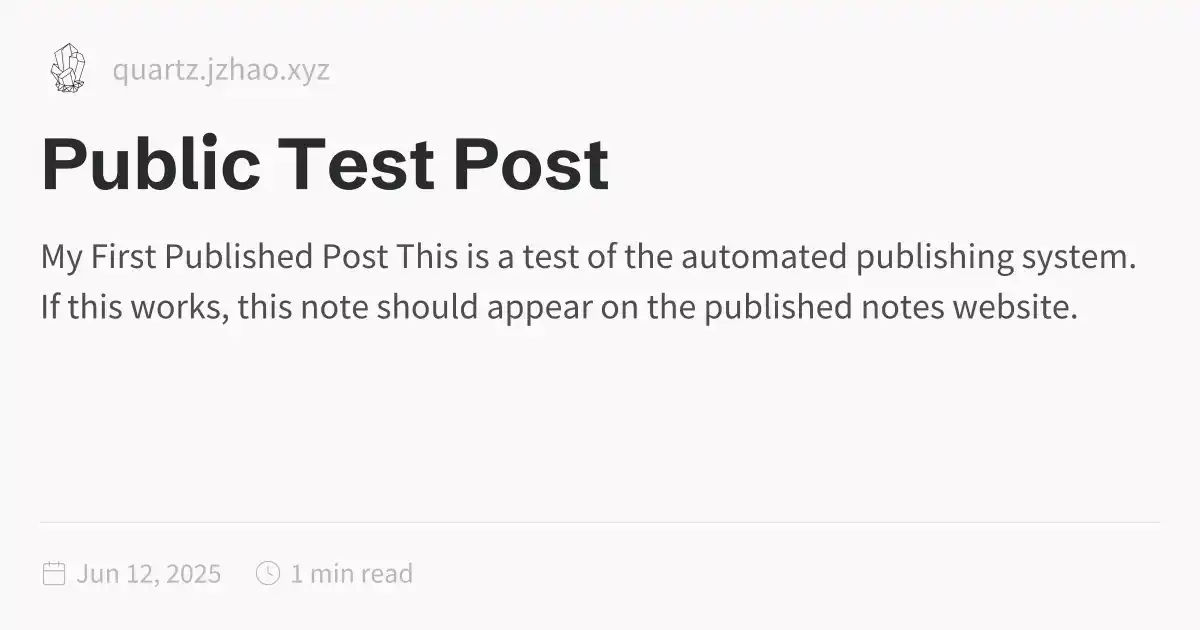 quartz.jzhao.xyz
Public Test Post
My First Published Post This is a test of the automated publishing system.
If this works, this note should appear on the published notes website.
Jun 12, 2025 1 min read